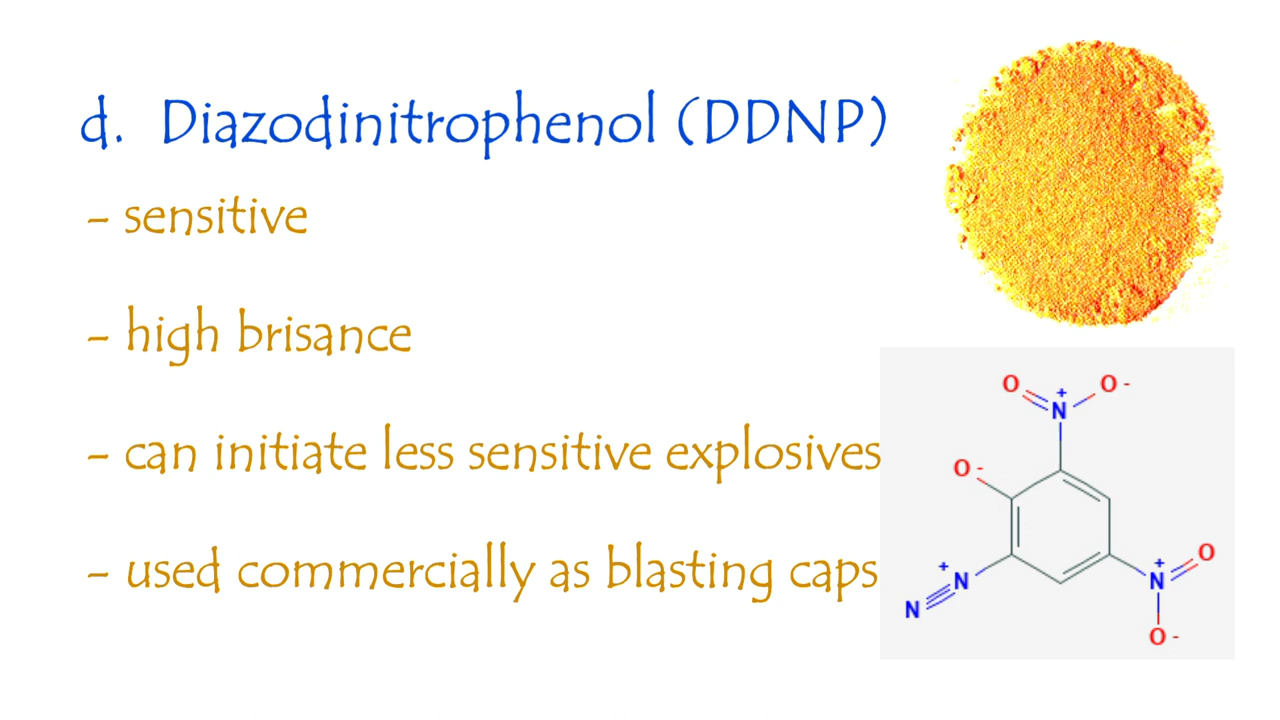 d. Diazodinitrophenol (DDNP)
- sensitive
- high brisance
- can initiate less sensitive explosives
- used commercially as blasting caps
O N + O -
O -
+ N N
+ N O
O -